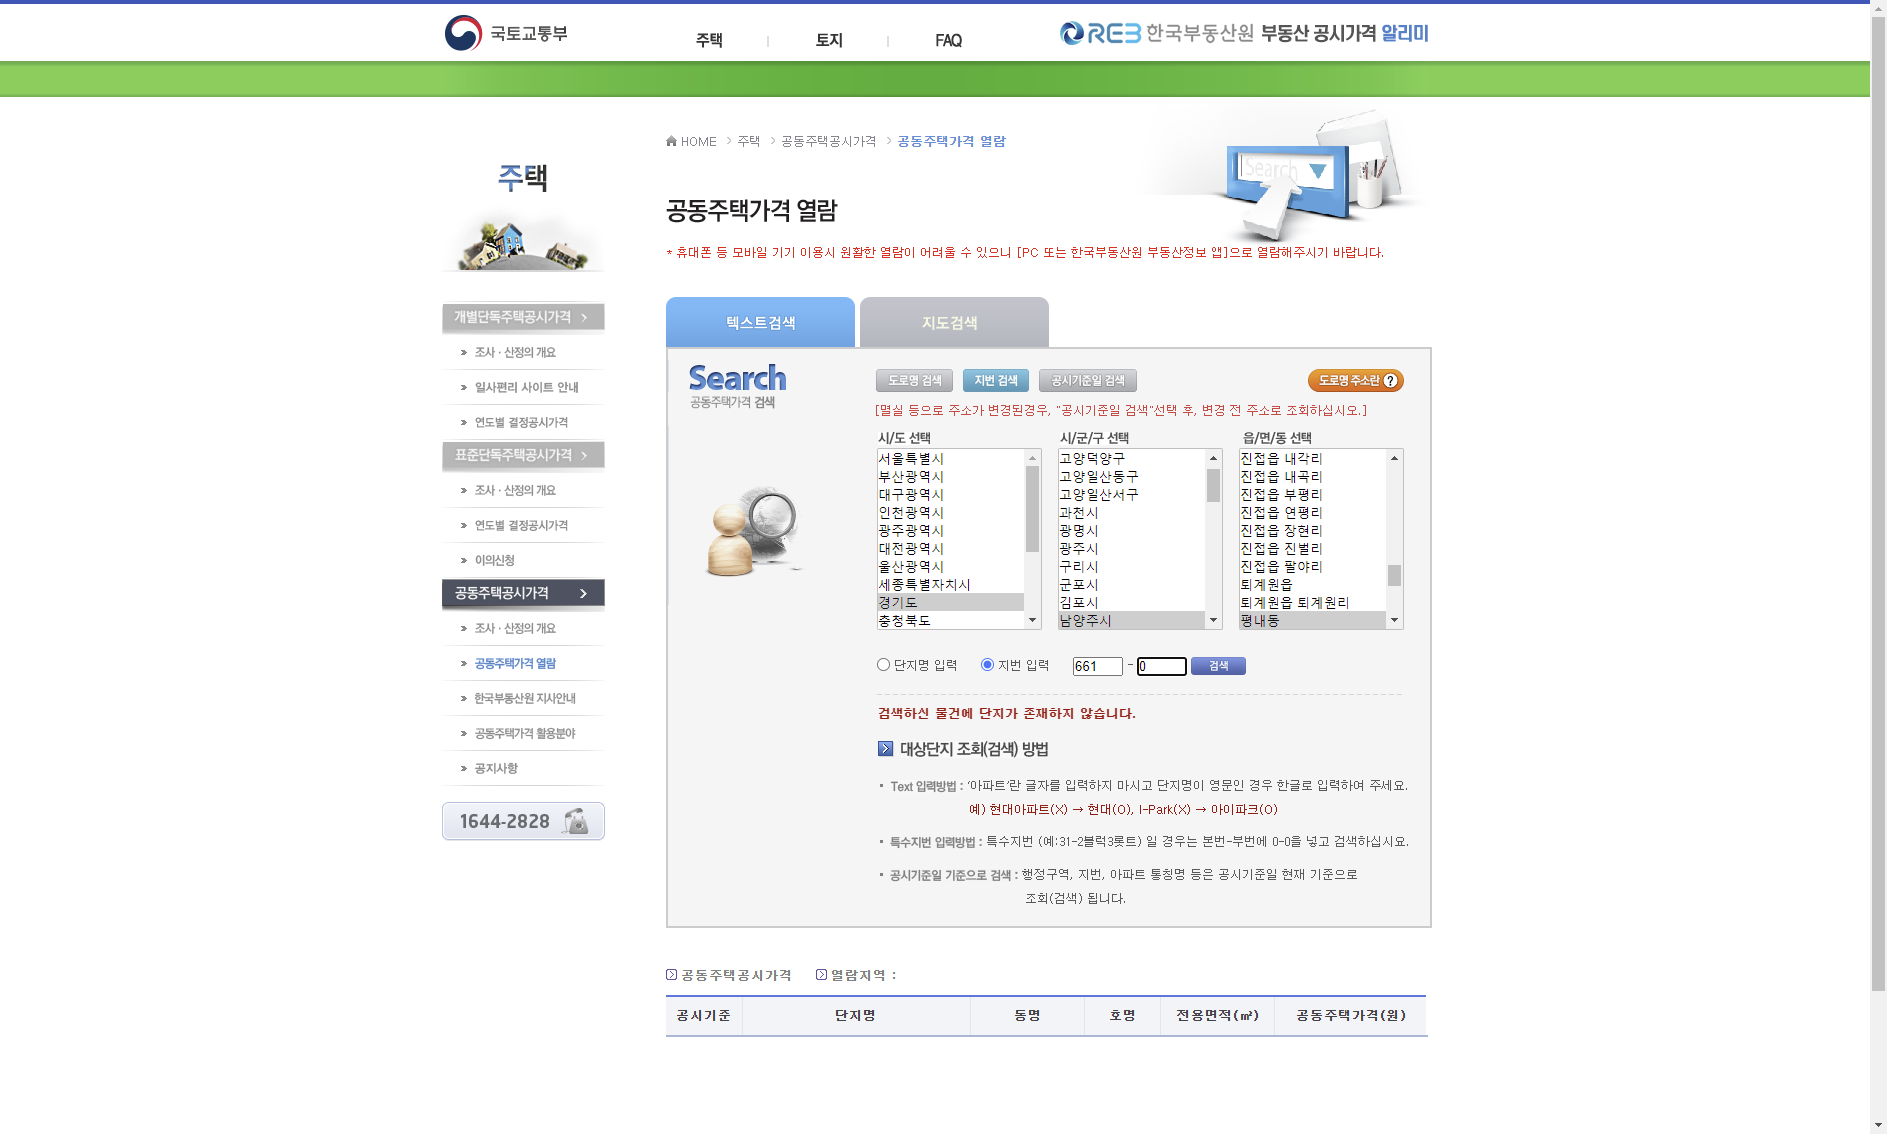 국토교통부
주택
토지
FAQ
REB 한국부동산원 부동산 공시가격 알리미
HOME > 주택 > 공동주택공시가격 > 공동주택가격 열람
주택
Search
공동주택가격 열람
* 휴대폰 등 모바일 기기 이용시 원활한 열람이 어려울 수 있으니 [PC 또는 한국부동산원 부동산정보 앱]으로 열람해주시기 바랍니다.
개별단독주택공시가격
조사 · 산정의 개요
일사편리 사이트 안내
연도별 결정공시가격
표준단독주택공시가격
조사 · 산정의 개요
연도별 결정공시가격
이의신청
공동주택공시가격
조사 · 산정의 개요
공동주택가격 열람
한국부동산원 지사안내
공동주택가격 활용분야
공지사항
1644-2828
텍스트검색
지도검색
Search
공동주택가격 검색
도로명 검색
지번 검색
공시기준일 검색
도로명 주소란 ?
[멸실 등으로 주소가 변경된경우, "공시기준일 검색"선택 후, 변경 전 주소로 조회하십시오.]
시/도 선택
서울특별시
부산광역시
대구광역시
인천광역시
광주광역시
대전광역시
울산광역시
세종특별자치시
경기도
충청북도
시/군/구 선택
고양덕양구
고양일산동구
고양일산서구
과천시
광명시
광주시
구리시
군포시
김포시
남양주시
읍/면/동 선택
진접읍 내각리
진접읍 내곡리
진접읍 부평리
진접읍 연평리
진접읍 장현리
진접읍 진벌리
진접읍 팔야리
퇴계원읍
퇴계원읍 퇴계원리
평내동
단지명 입력
지번 입력
661 - 0
검색
검색하신 물건에 단지가 존재하지 않습니다.
대상단지 조회(검색) 방법
Text 입력방법 : '아파트'란 글자를 입력하지 마시고 단지명이 영문인 경우 한글로 입력하여 주세요.
예) 현대아파트(X) → 현대(O), I-Park(X) → 아이파크(O)
특수지번 입력방법 : 특수지번 (예:31-2블럭3롯트) 일 경우는 본번-부번에 0-0을 넣고 검색하십시요.
공시기준일 기준으로 검색 : 행정구역, 지번, 아파트 통칭명 등은 공시기준일 현재 기준으로
조회(검색) 됩니다.
공동주택공시가격
열람지역 :
공시기준
단지명
동명
호명
전용면적(㎡)
공동주택가격(원)